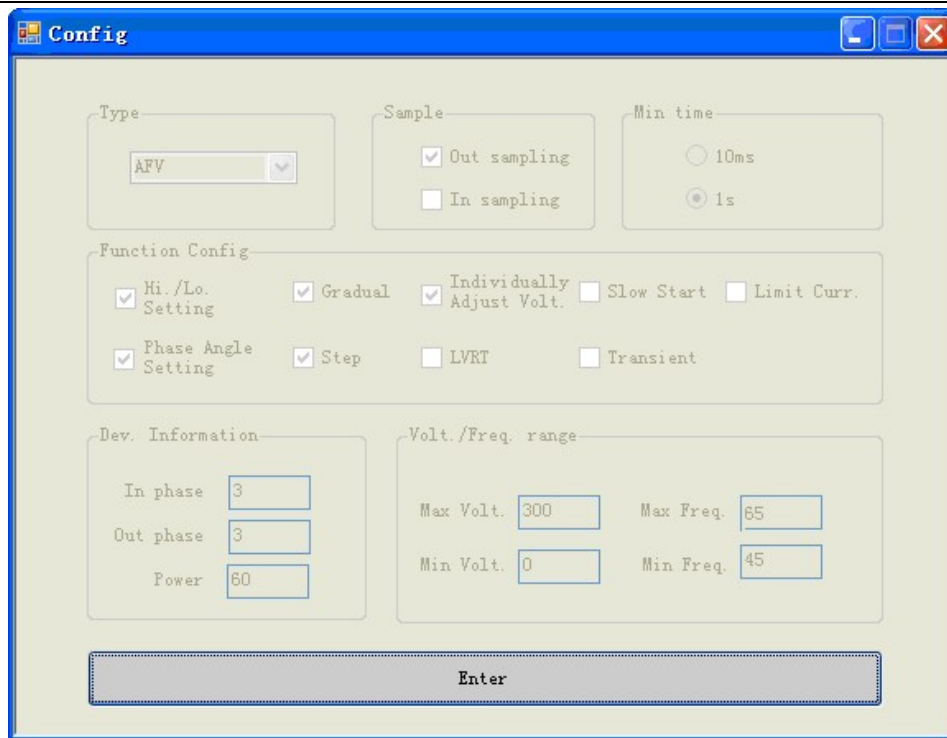 Config
Type
Sample
Min time
AFV
Out sampling
In sampling
10ms
1s
Function Config
Hi./Lo.
Setting
Gradual
Individually
Adjust Volt.
Slow Start
Limit Curr.
Phase Angle
Setting
Step
LVRT
Transient
Dev. Information
Volt./Freq. range
In phase 3
Out phase 3
Power 60
Max Volt. 300
Max Freq. 65
Min Volt. 0
Min Freq. 45
Enter